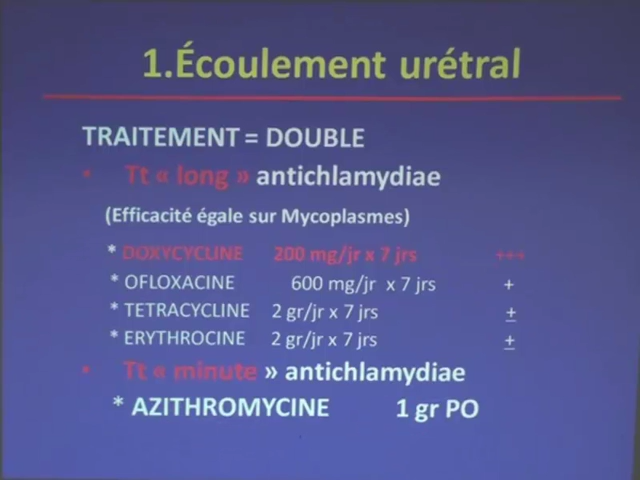 1.Écoulement urétral
TRAITEMENT = DOUBLE
• Tt « long » antichlamydiae
(Efficacité égale sur Mycoplasmes)
* DOXYCYCLINE 200 mg/jr x 7 jrs +++
* OFLOXACINE 600 mg/jr x 7 jrs +
* TETRACYCLINE 2 gr/jr x 7 jrs ±
* ERYTHROCINE 2 gr/jr x 7 jrs ±
• Tt « minute » antichlamydiae
* AZITHROMYCINE 1 gr PO